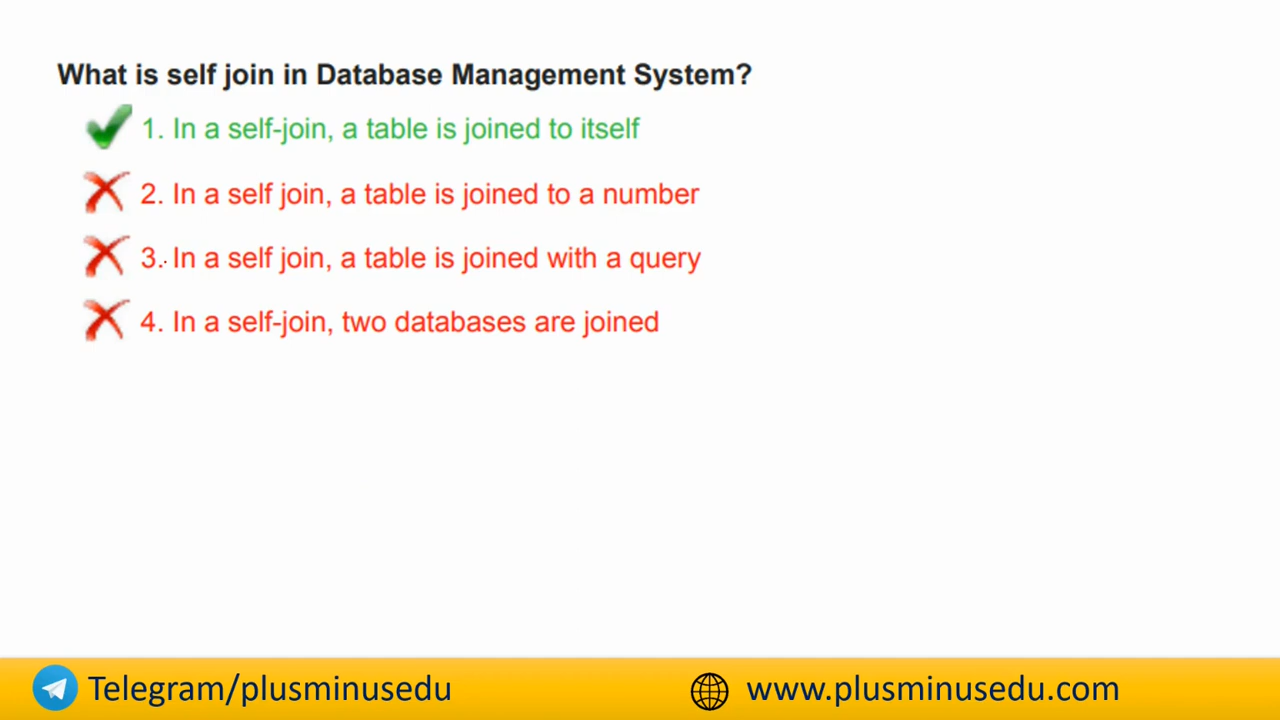 What is self join in Database Management System?
1. In a self-join, a table is joined to itself
2. In a self join, a table is joined to a number
3. In a self join, a table is joined with a query
4. In a self-join, two databases are joined
Telegram/plusminusedu
www.plusminusedu.com